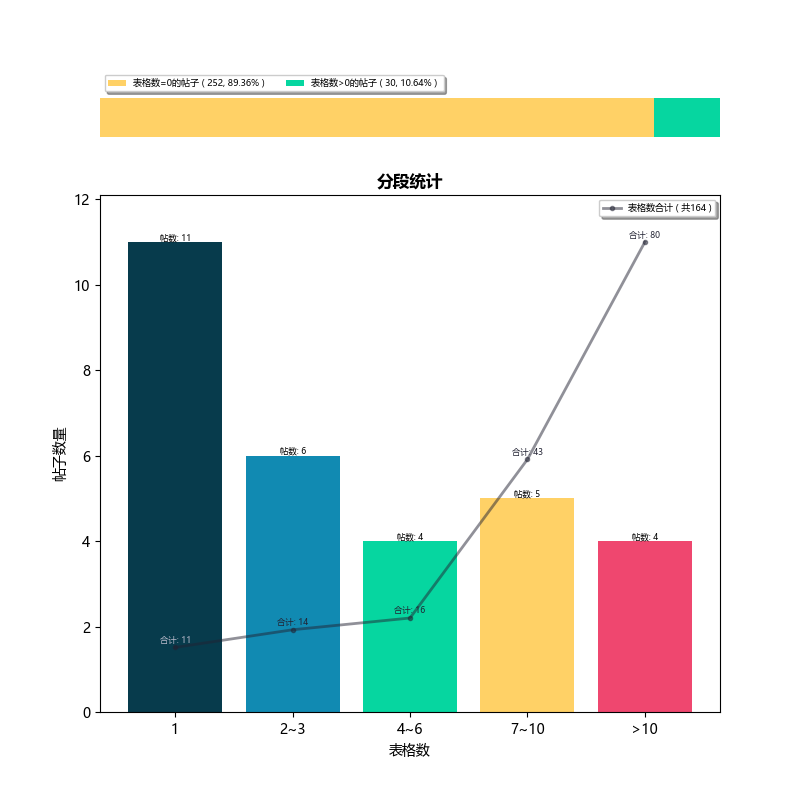 表格数=0的帖子 ( 252, 89.36% )  表格数>0的帖子 ( 30, 10.64% )
分段统计
表格数合计 ( 共164 )
12
10
8
6
4
2
0
帖子数量
帖数: 11
帖数: 6
帖数: 4
帖数: 5
帖数: 4
合计: 11
合计: 14
合计: 16
合计: 43
合计: 80
1  2~3  4~6  7~10  >10
表格数